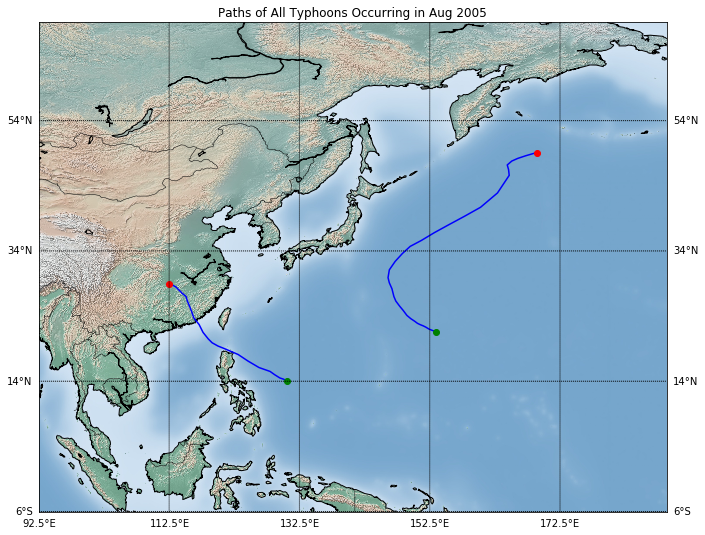 Paths of All Typhoons Occurring in Aug 2005
54°N 54°N
34°N 34°N
14°N 14°N
6°S 6°S
92.5°E 112.5°E 132.5°E 152.5°E 172.5°E